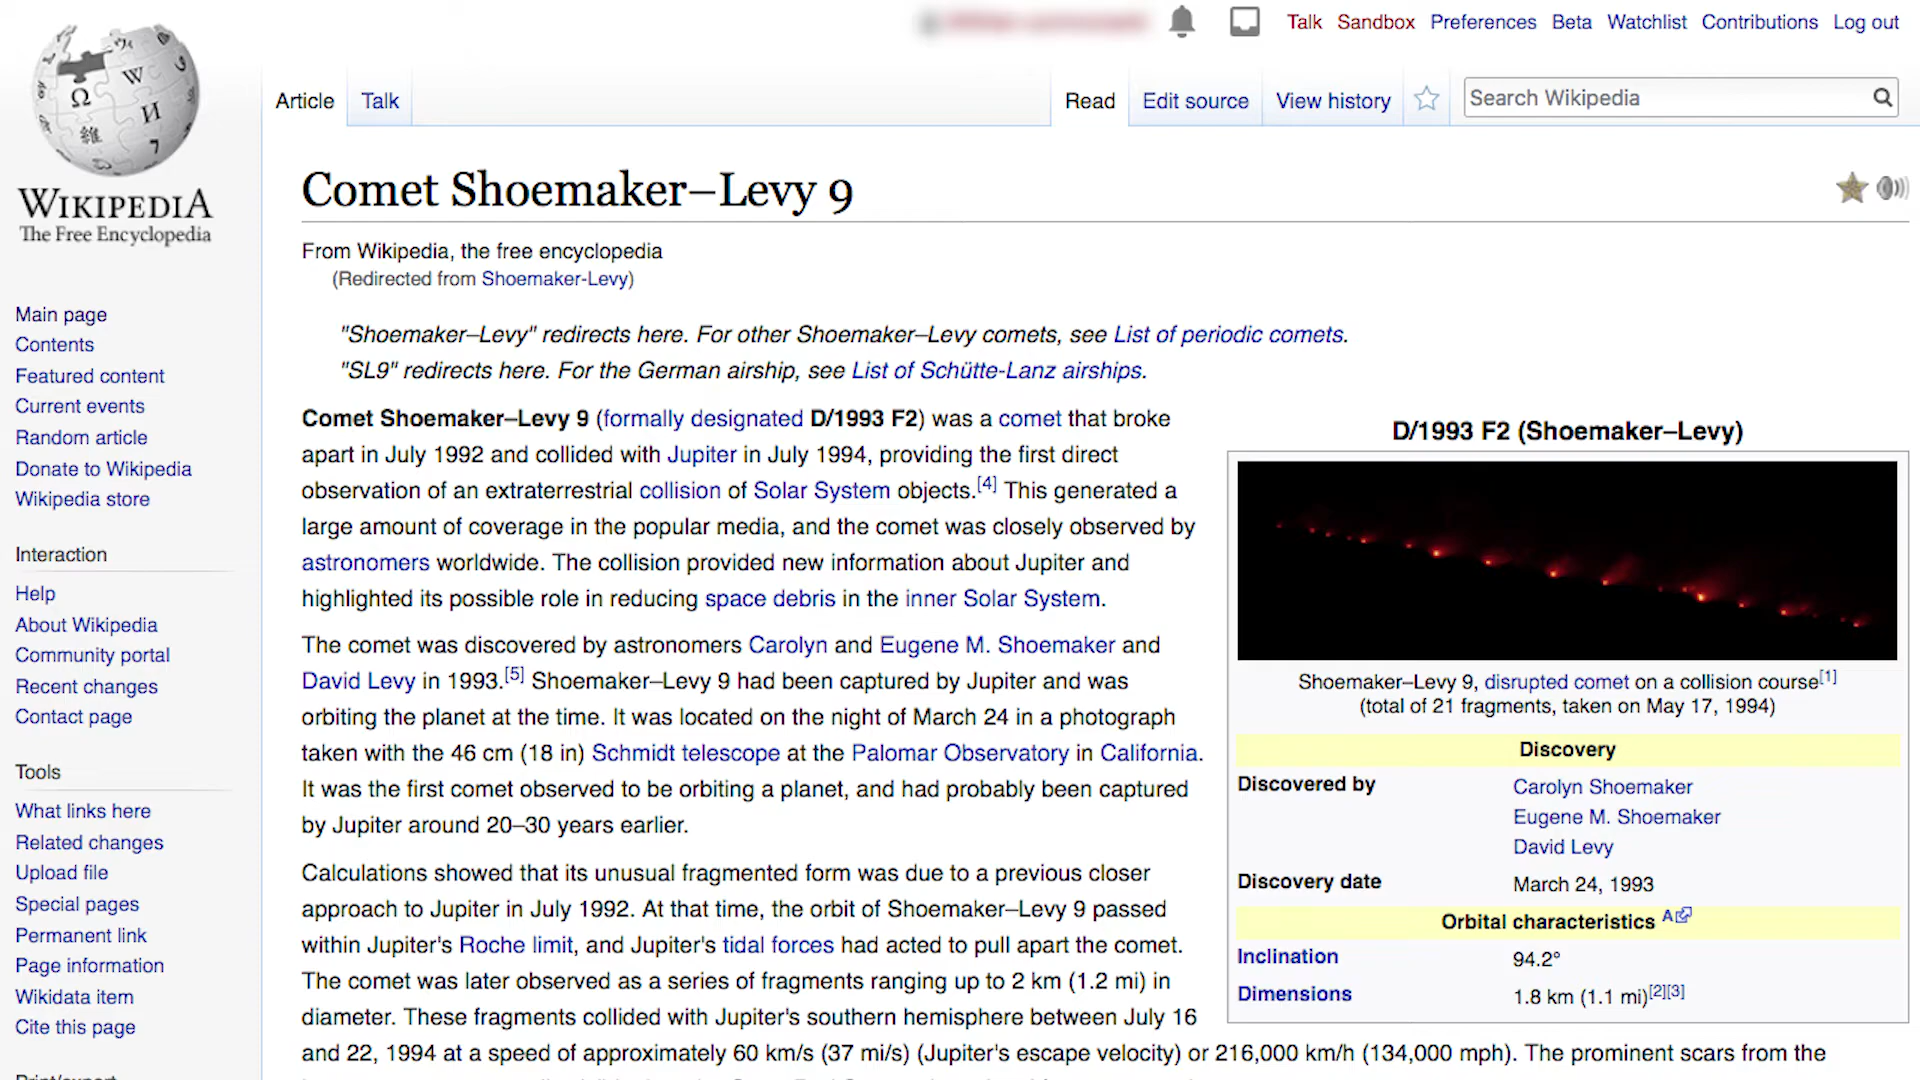 Talk Sandbox Preferences Beta Watchlist Contributions Log out
Article Talk Read Edit source View history Search Wikipedia
WIKIPEDIA
The Free Encyclopedia
Main page
Contents
Featured content
Current events
Random article
Donate to Wikipedia
Wikipedia store
Interaction
Help
About Wikipedia
Community portal
Recent changes
Contact page
Tools
What links here
Related changes
Upload file
Special pages
Permanent link
Page information
Wikidata item
Cite this page
Print/export
Comet Shoemaker–Levy 9
From Wikipedia, the free encyclopedia
(Redirected from Shoemaker-Levy)
"Shoemaker–Levy" redirects here. For other Shoemaker–Levy comets, see List of periodic comets.
"SL9" redirects here. For the German airship, see List of Schütte-Lanz airships.
Comet Shoemaker–Levy 9 (formally designated D/1993 F2) was a comet that broke
apart in July 1992 and collided with Jupiter in July 1994, providing the first direct
observation of an extraterrestrial collision of Solar System objects.[4] This generated a
large amount of coverage in the popular media, and the comet was closely observed by
astronomers worldwide. The collision provided new information about Jupiter and
highlighted its possible role in reducing space debris in the inner Solar System.
The comet was discovered by astronomers Carolyn and Eugene M. Shoemaker and
David Levy in 1993.[5] Shoemaker–Levy 9 had been captured by Jupiter and was
orbiting the planet at the time. It was located on the night of March 24 in a photograph
taken with the 46 cm (18 in) Schmidt telescope at the Palomar Observatory in California.
It was the first comet observed to be orbiting a planet, and had probably been captured
by Jupiter around 20–30 years earlier.
Calculations showed that its unusual fragmented form was due to a previous closer
approach to Jupiter in July 1992. At that time, the orbit of Shoemaker–Levy 9 passed
within Jupiter's Roche limit, and Jupiter's tidal forces had acted to pull apart the comet.
The comet was later observed as a series of fragments ranging up to 2 km (1.2 mi) in
diameter. These fragments collided with Jupiter's southern hemisphere between July 16
and 22, 1994 at a speed of approximately 60 km/s (37 mi/s) (Jupiter's escape velocity) or 216,000 km/h (134,000 mph). The prominent scars from the
D/1993 F2 (Shoemaker–Levy)
Shoemaker–Levy 9, disrupted comet on a collision course[1]
(total of 21 fragments, taken on May 17, 1994)
Discovery
Discovered by Carolyn Shoemaker
Eugene M. Shoemaker
David Levy
Discovery date March 24, 1993
Orbital characteristics A
Inclination 94.2°
Dimensions 1.8 km (1.1 mi)[2][3]